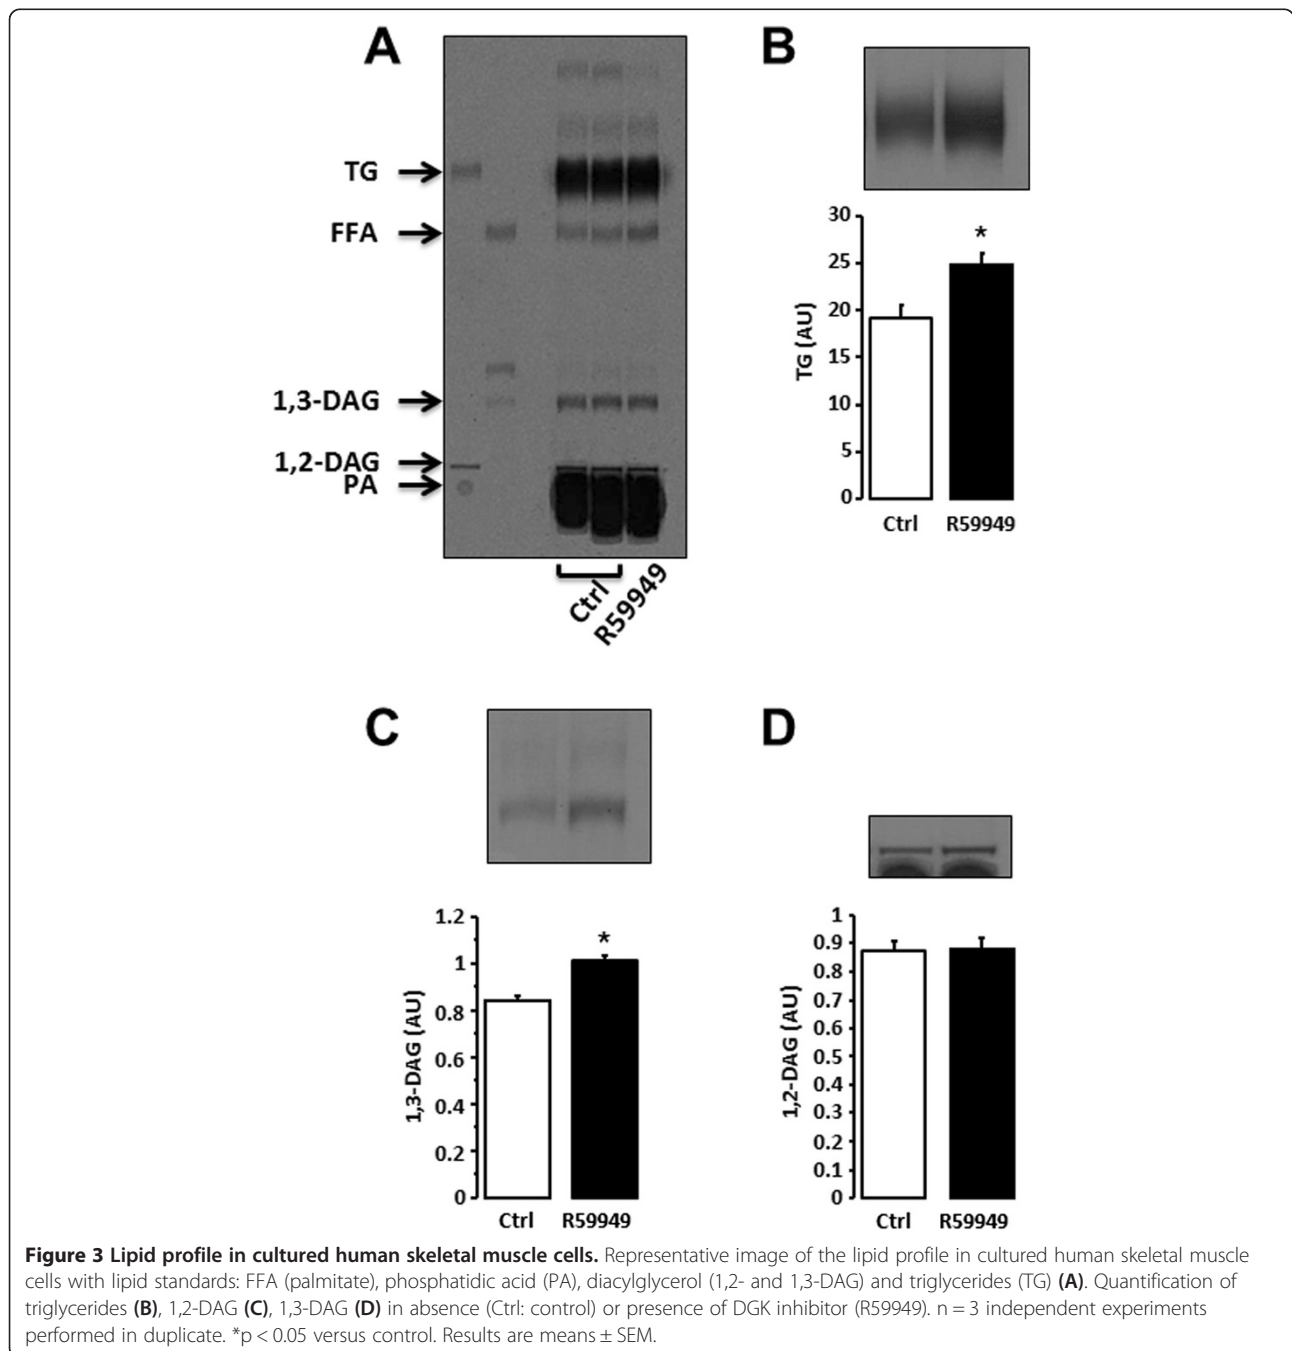 A
TG
FFA
1,3-DAG
1,2-DAG
PA
Ctrl
R59949
B
30
25
20
15
10
5
0
TG (AU)
*
Ctrl R59949
C
1.2
1
0.8
0.6
0.4
0.2
0
1,3-DAG (AU)
*
Ctrl R59949
D
1
0.9
0.8
0.7
0.6
0.5
0.4
0.3
0.2
0.1
0
1,2-DAG (AU)
Ctrl R59949
Figure 3 Lipid profile in cultured human skeletal muscle cells. Representative image of the lipid profile in cultured human skeletal muscle
cells with lipid standards: FFA (palmitate), phosphatidic acid (PA), diacylglycerol (1,2- and 1,3-DAG) and triglycerides (TG) (A). Quantification of
triglycerides (B), 1,2-DAG (C), 1,3-DAG (D) in absence (Ctrl: control) or presence of DGK inhibitor (R59949). n = 3 independent experiments
performed in duplicate. *p < 0.05 versus control. Results are means ± SEM.